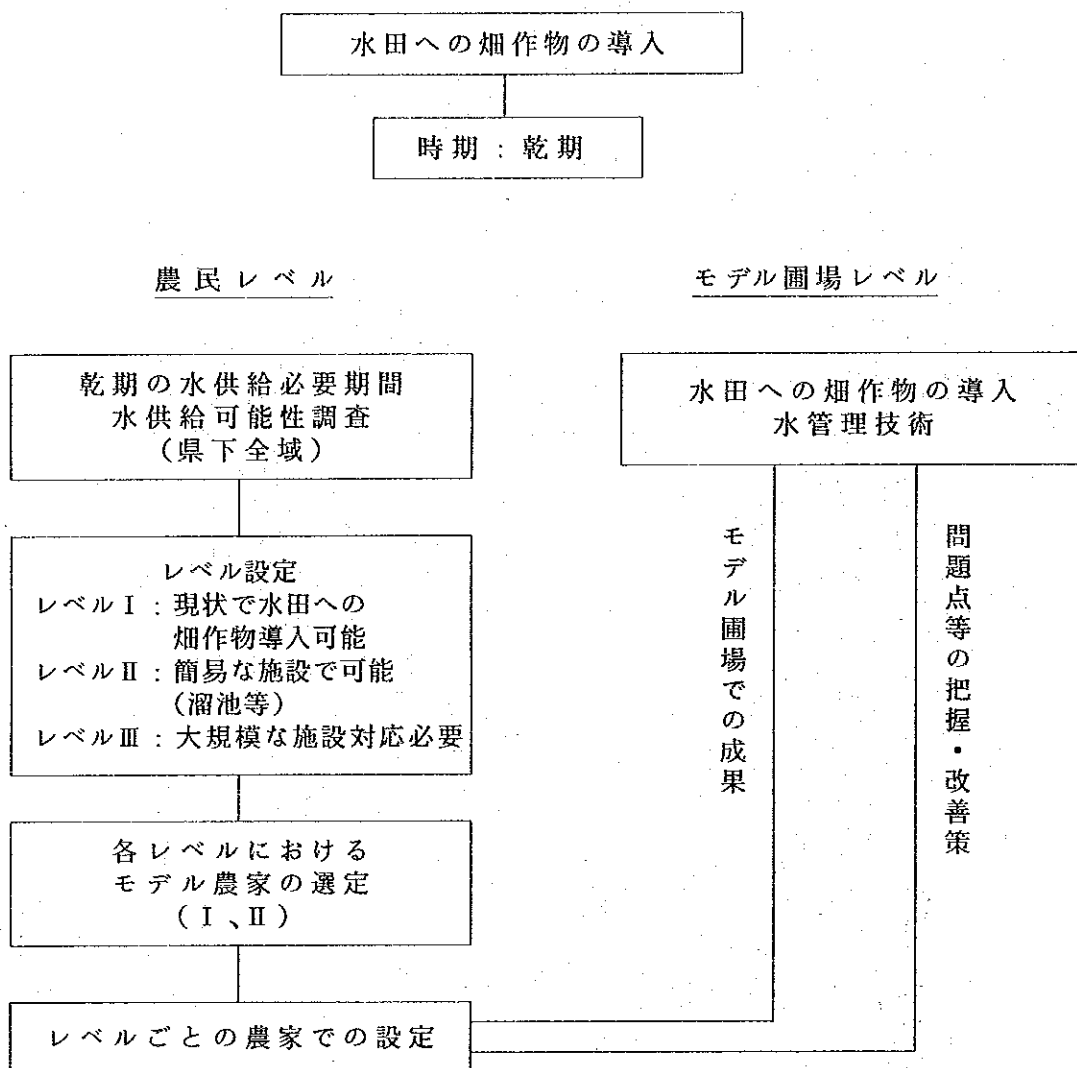 水田への畑作物の導入
時期：乾期
農民レベル
乾期の水供給必要期間
水供給可能性調査
（県下全域）
レベル設定
レベルⅠ：現状で水田への
畑作物導入可能
レベルⅡ：簡易な施設で可能
（溜池等）
レベルⅢ：大規模な施設対応必要
各レベルにおける
モデル農家の選定
（Ⅰ、Ⅱ）
レベルごとの農家での設定
モデル圃場レベル
水田への畑作物の導入
水管理技術
モデル圃場での成果
問題点等の把握・改善策